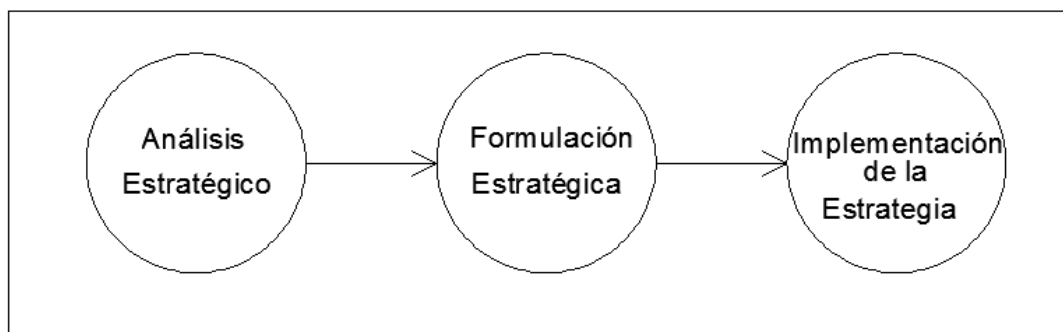 Análisis
Estratégico
Formulación
Estratégica
Implementación
de la
Estrategia